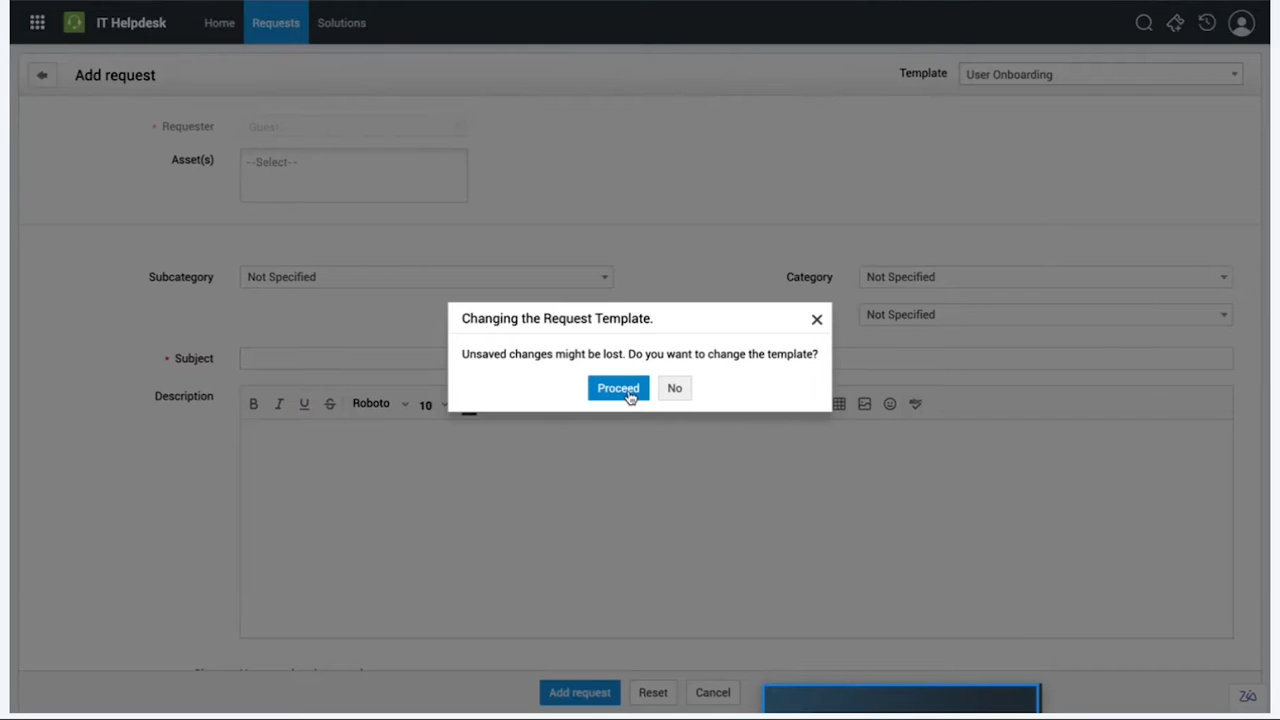 IT Helpdesk Home Requests Solutions
Add request Template User Onboarding
* Requester Guest
Asset(s) --Select--
Subcategory Not Specified Category Not Specified
Not Specified
Changing the Request Template.
Unsaved changes might be lost. Do you want to change the template?
Proceed No
* Subject
Description B I U S Roboto 10
Add request Reset Cancel